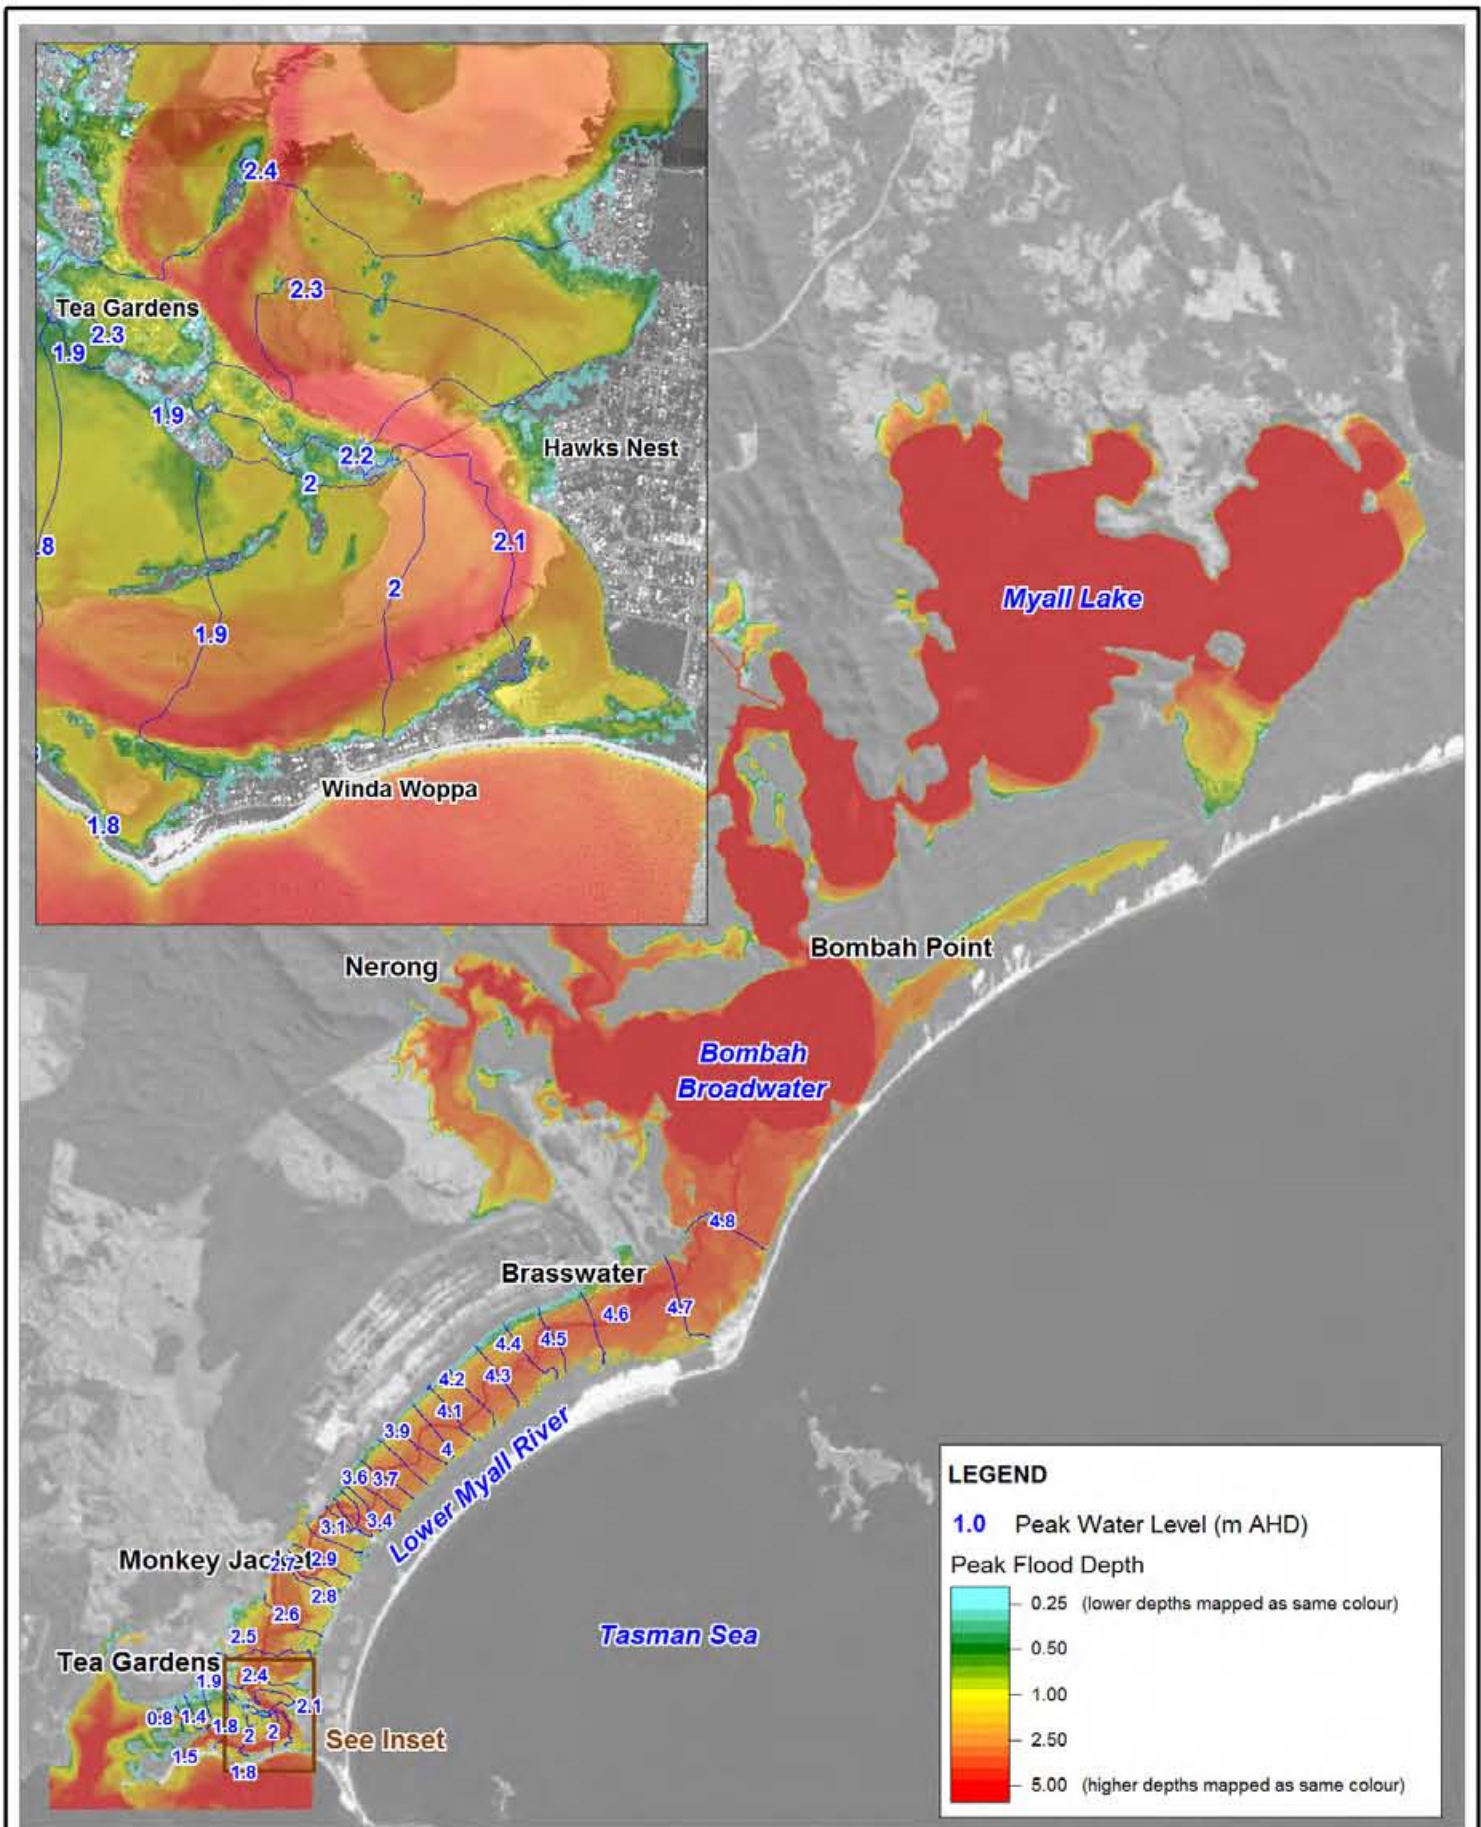 2.4
2.3
Tea Gardens
2.3
1.9
1.9
2.2
Hawks Nest
2
.8
2.1
2
1.9
Winda Woppa
1.8
Myall Lake
Bombah Point
Nerong
Bombah
Broadwater
4.8
Brasswater
4.7
4.6
4.5
4.4
4.3
4.2
4.1
4
3.9
3.7
3.6
3.4
3.1
Lower Myall River
Monkey Jacket
2.9
2.7
2.8
2.6
2.5
Tea Gardens
2.4
1.9
2.1
0.8
1.4
1.8
2
2
1.5
1.8
See Inset
Tasman Sea
LEGEND
1.0 Peak Water Level (m AHD)
Peak Flood Depth
0.25 (lower depths mapped as same colour)
0.50
1.00
2.50
5.00 (higher depths mapped as same colour)